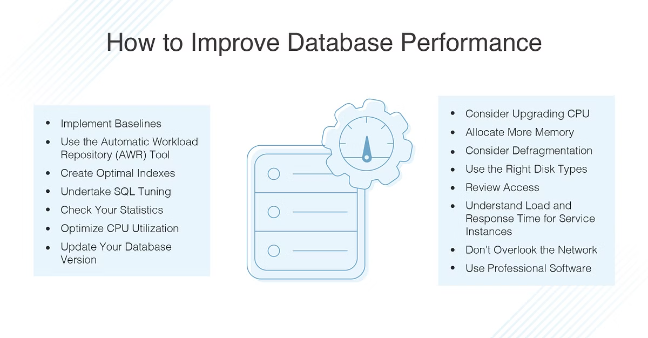 How to Improve Database Performance
• Implement Baselines
• Use the Automatic Workload
Repository (AWR) Tool
• Create Optimal Indexes
• Undertake SQL Tuning
• Check Your Statistics
• Optimize CPU Utilization
• Update Your Database
Version
• Consider Upgrading CPU
• Allocate More Memory
• Consider Defragmentation
• Use the Right Disk Types
• Review Access
• Understand Load and
Response Time for Service
Instances
• Don't Overlook the Network
• Use Professional Software